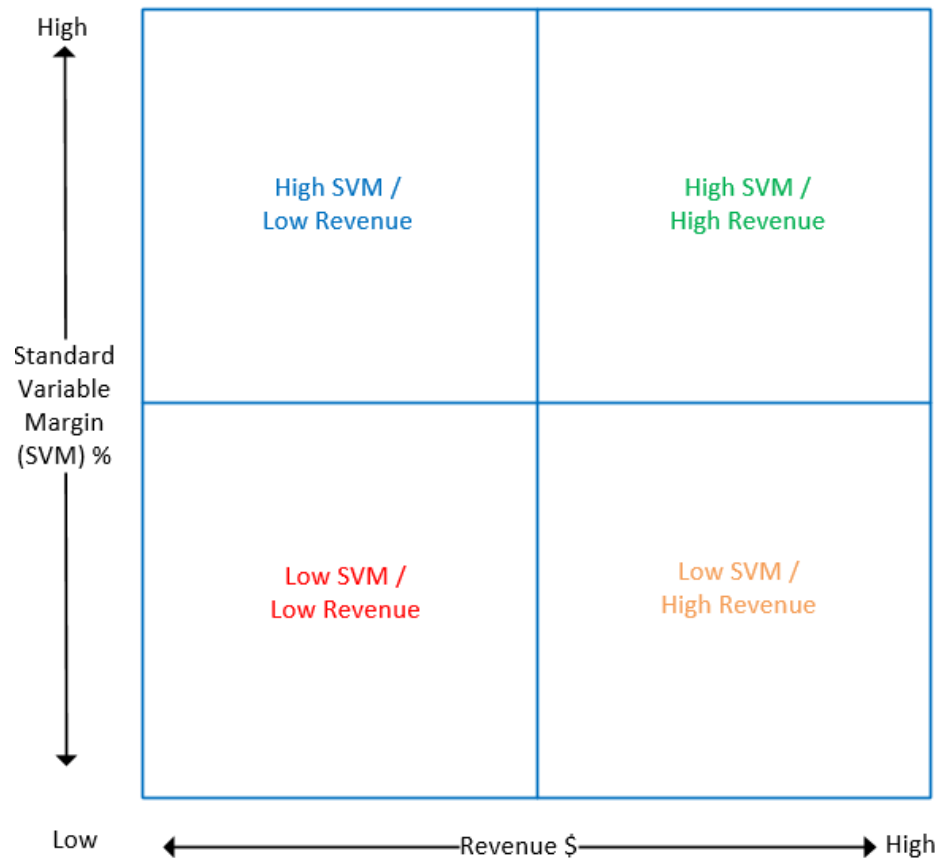 High
High SVM /
Low Revenue
High SVM /
High Revenue
Standard
Variable
Margin
(SVM) %
Low SVM /
Low Revenue
Low SVM /
High Revenue
Low
Revenue $
High